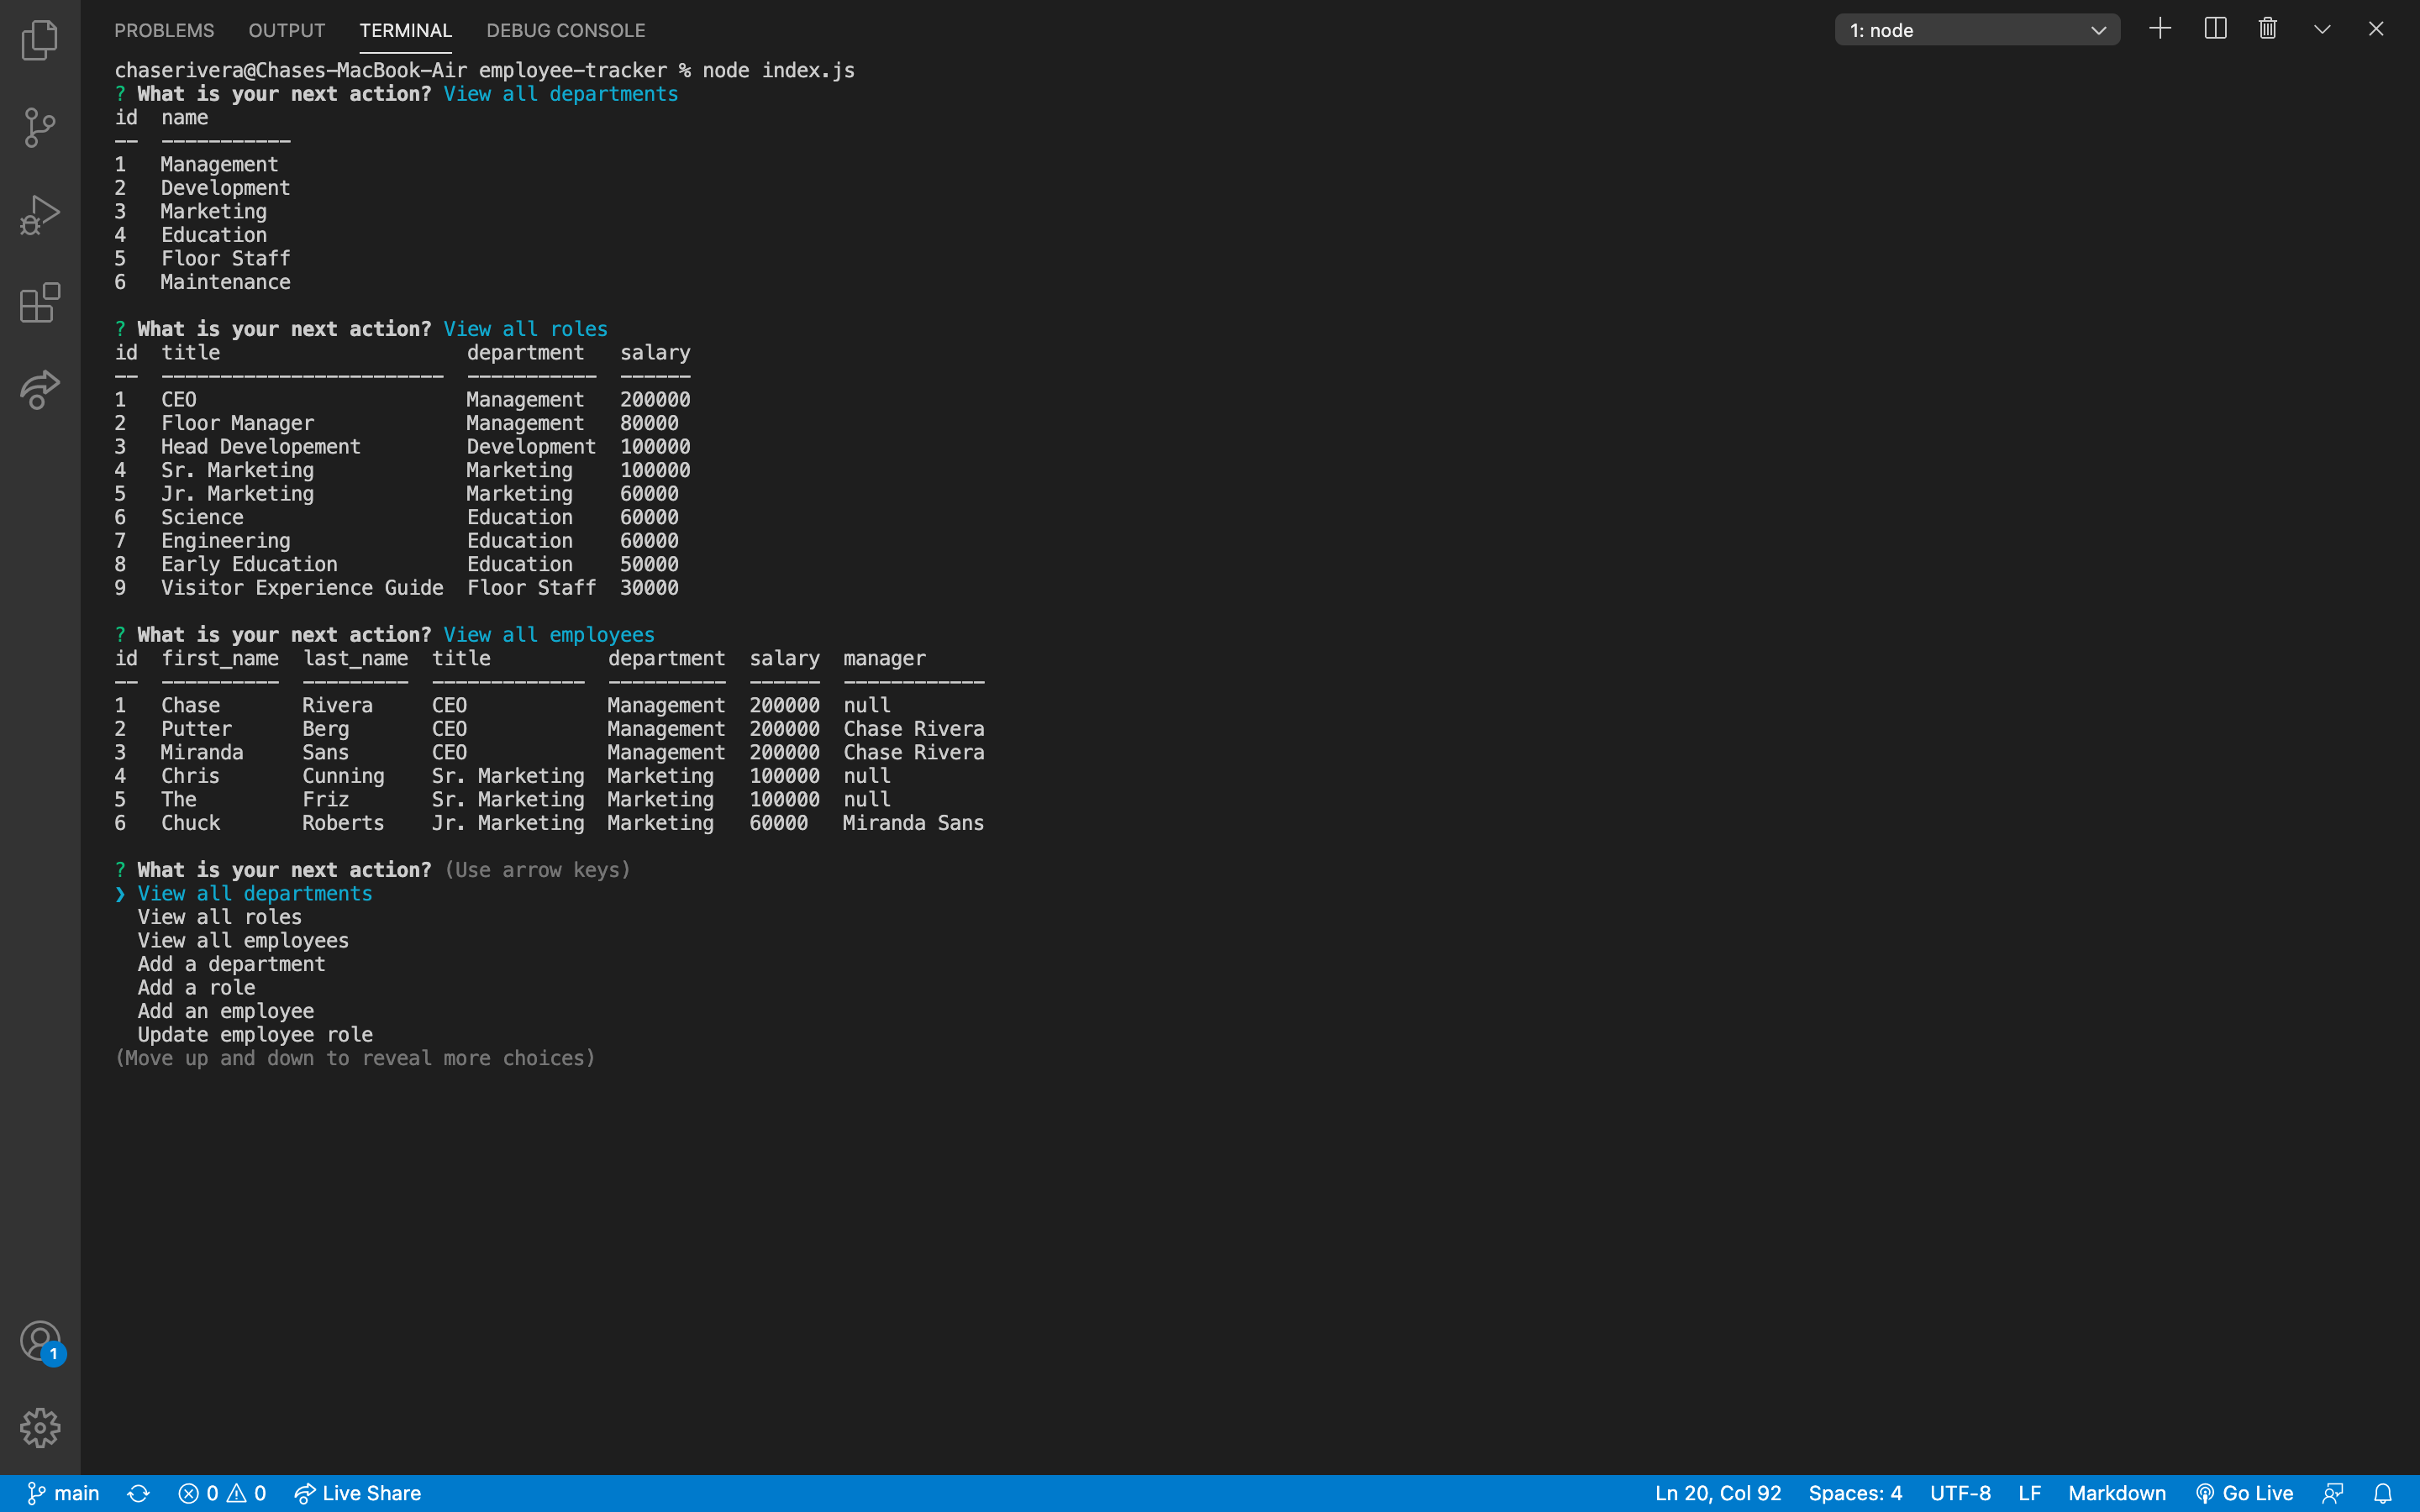 PROBLEMS OUTPUT TERMINAL DEBUG CONSOLE 1: node
chaserivera@Chases-MacBook-Air employee-tracker % node index.js
? What is your next action? View all departments
id  name
--  -----------
1   Management
2   Development
3   Marketing
4   Education
5   Floor Staff
6   Maintenance
? What is your next action? View all roles
id  title                     department   salary
--  ------------------------  -----------  ------
1   CEO                       Management   200000
2   Floor Manager             Management   80000
3   Head Developement         Development  100000
4   Sr. Marketing             Marketing    100000
5   Jr. Marketing             Marketing    60000
6   Science                   Education    60000
7   Engineering               Education    60000
8   Early Education           Education    50000
9   Visitor Experience Guide  Floor Staff  30000
? What is your next action? View all employees
id  first_name  last_name  title          department  salary  manager
--  ----------  ---------  -------------  ----------  ------  ------------
1   Chase       Rivera     CEO            Management  200000  null
2   Putter      Berg       CEO            Management  200000  Chase Rivera
3   Miranda     Sans       CEO            Management  200000  Chase Rivera
4   Chris       Cunning    Sr. Marketing  Marketing   100000  null
5   The         Friz       Sr. Marketing  Marketing   100000  null
6   Chuck       Roberts    Jr. Marketing  Marketing   60000   Miranda Sans
? What is your next action? (Use arrow keys)
❯ View all departments
View all roles
View all employees
Add a department
Add a role
Add an employee
Update employee role
(Move up and down to reveal more choices)
1
main 0 0 Live Share Ln 20, Col 92 Spaces: 4 UTF-8 LF Markdown Go Live